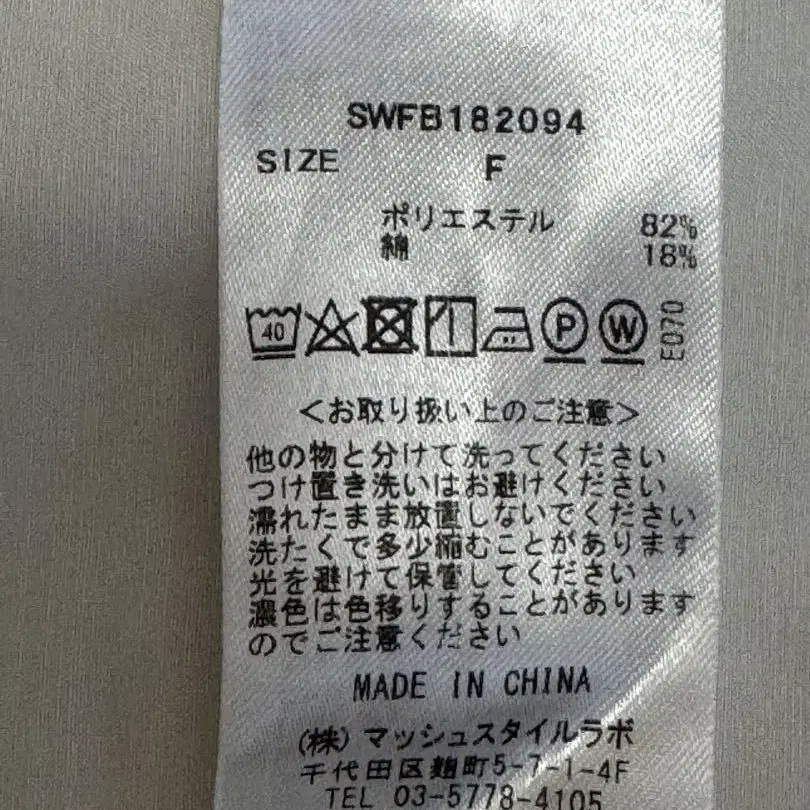 SWFB182094
SIZE F
ポリエステル 82%
綿 18%
40 P W E070
<お取り扱い上のご注意>
他の物と分けて洗ってください
つけ置き洗いはお避けください
濡れたまま放置しないでください
洗たくで多少縮むことがあります
光を避けて保管してください
濃色は色移りすることがあります
のでご注意ください
MADE IN CHINA
(株)マッシュスタイルラボ
千代田区麹町5-7-1-4F
TEL 03-5778-4105